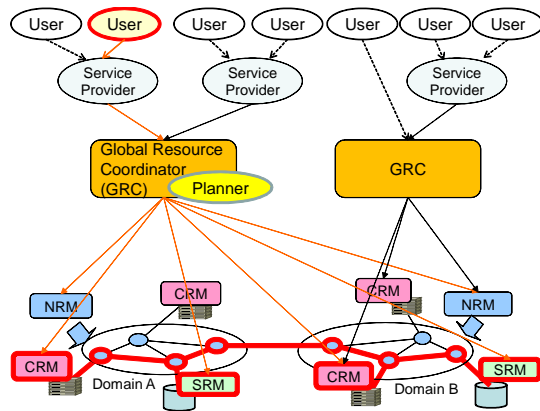 User
User
User
User
User
User
User
Service
Provider
Service
Provider
Service
Provider
Global Resource
Coordinator
(GRC)
Planner
GRC
NRM
CRM
CRM
NRM
CRM
Domain A
SRM
CRM
Domain B
SRM